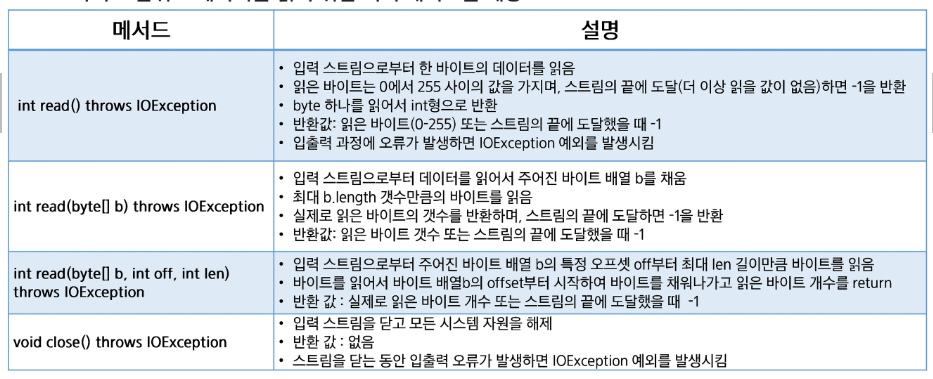 메서드
설명
int read() throws IOException
• 입력 스트림으로부터 한 바이트의 데이터를 읽음
• 읽은 바이트는 0에서 255 사이의 값을 가지며, 스트림의 끝에 도달(더 이상 읽을 값이 없음)하면 -1을 반환
• byte 하나를 읽어서 int형으로 반환
• 반환값: 읽은 바이트(0-255) 또는 스트림의 끝에 도달했을 때 -1
• 입출력 과정에 오류가 발생하면 IOException 예외를 발생시킴
int read(byte[] b) throws IOException
• 입력 스트림으로부터 데이터를 읽어서 주어진 바이트 배열 b를 채움
• 최대 b.length 갯수만큼의 바이트를 읽음
• 실제로 읽은 바이트의 갯수를 반환하며, 스트림의 끝에 도달하면 -1을 반환
• 반환값: 읽은 바이트 갯수 또는 스트림의 끝에 도달했을 때 -1
int read(byte[] b, int off, int len)
throws IOException
• 입력 스트림으로부터 주어진 바이트 배열 b의 특정 오프셋 off부터 최대 len 길이만큼 바이트를 읽음
• 바이트를 읽어서 바이트 배열b의 offset부터 시작하여 바이트를 채워나가고 읽은 바이트 개수를 return
• 반환 값 : 실제로 읽은 바이트 개수 또는 스트림의 끝에 도달했을 때 -1
void close() throws IOException
• 입력 스트림을 닫고 모든 시스템 자원을 해제
• 반환 값 : 없음
• 스트림을 닫는 동안 입출력 오류가 발생하면 IOException 예외를 발생시킴